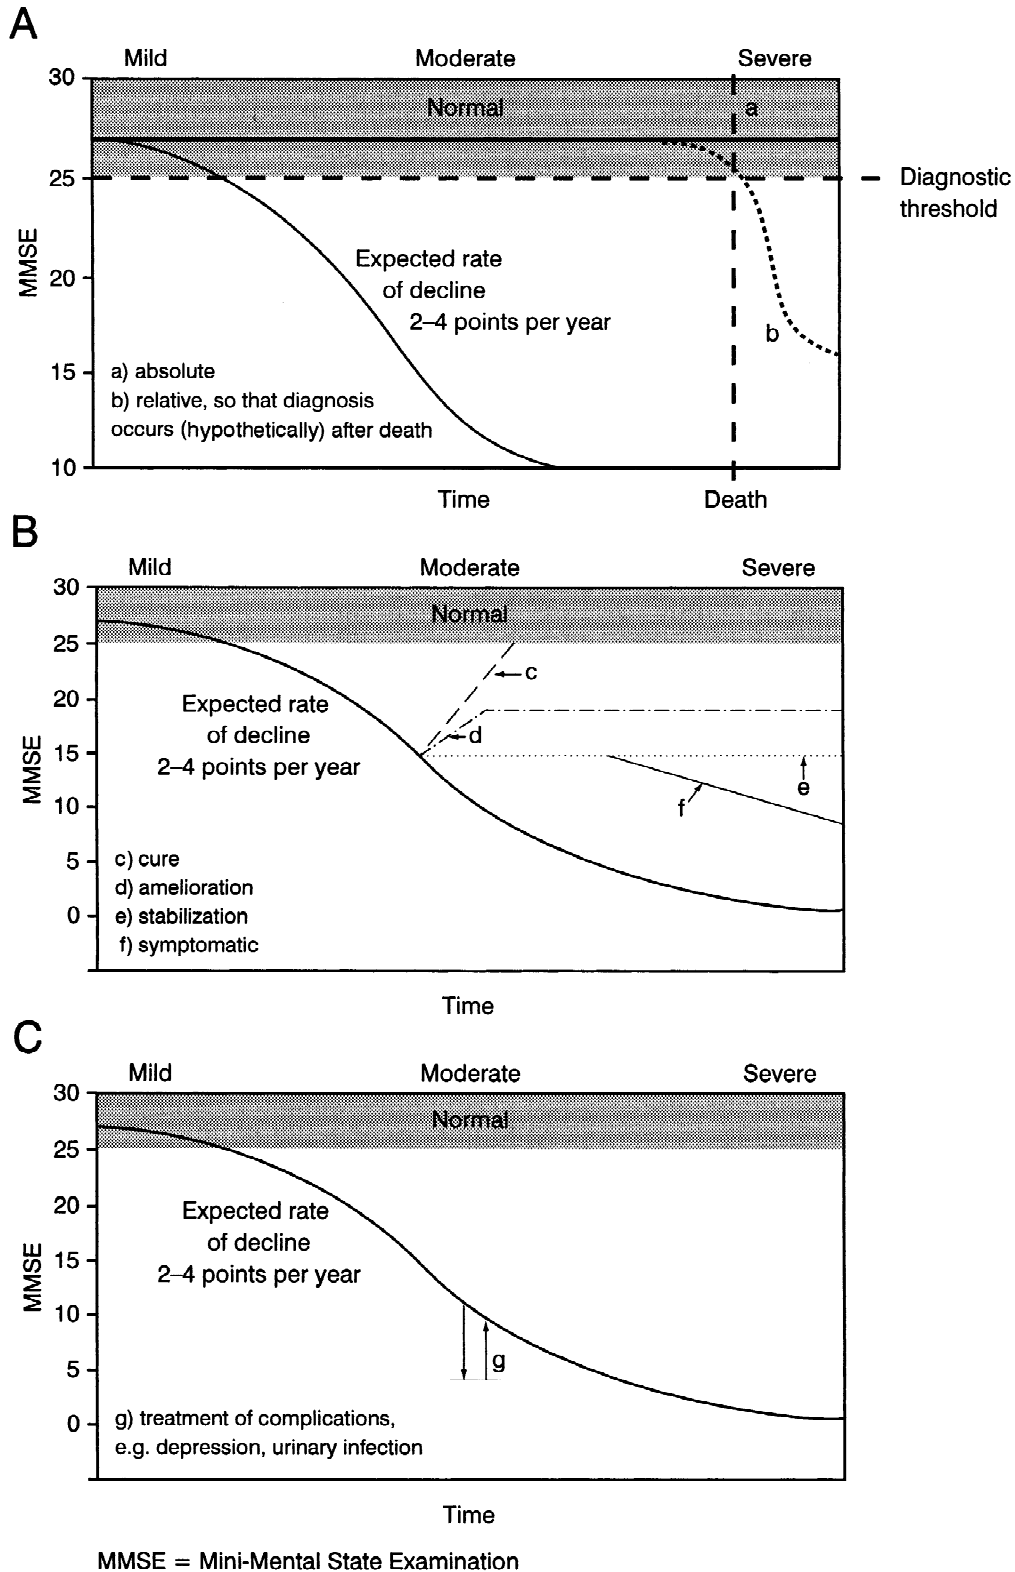 A
Mild Moderate Severe
30
Normal a
25
Diagnostic
threshold
MMSE
Expected rate
of decline
2–4 points per year
20
b
15
a) absolute
b) relative, so that diagnosis
occurs (hypothetically) after death
10
Time Death
B
Mild Moderate Severe
30
Normal
25
c
20
Expected rate
of decline
2–4 points per year
d
MMSE
15
e
f
10
5
c) cure
d) amelioration
0
e) stabilization
f) symptomatic
Time
C
Mild Moderate Severe
30
Normal
25
20
Expected rate
of decline
2–4 points per year
MMSE
15
10
g
5
0
g) treatment of complications,
e.g. depression, urinary infection
Time
MMSE = Mini-Mental State Examination